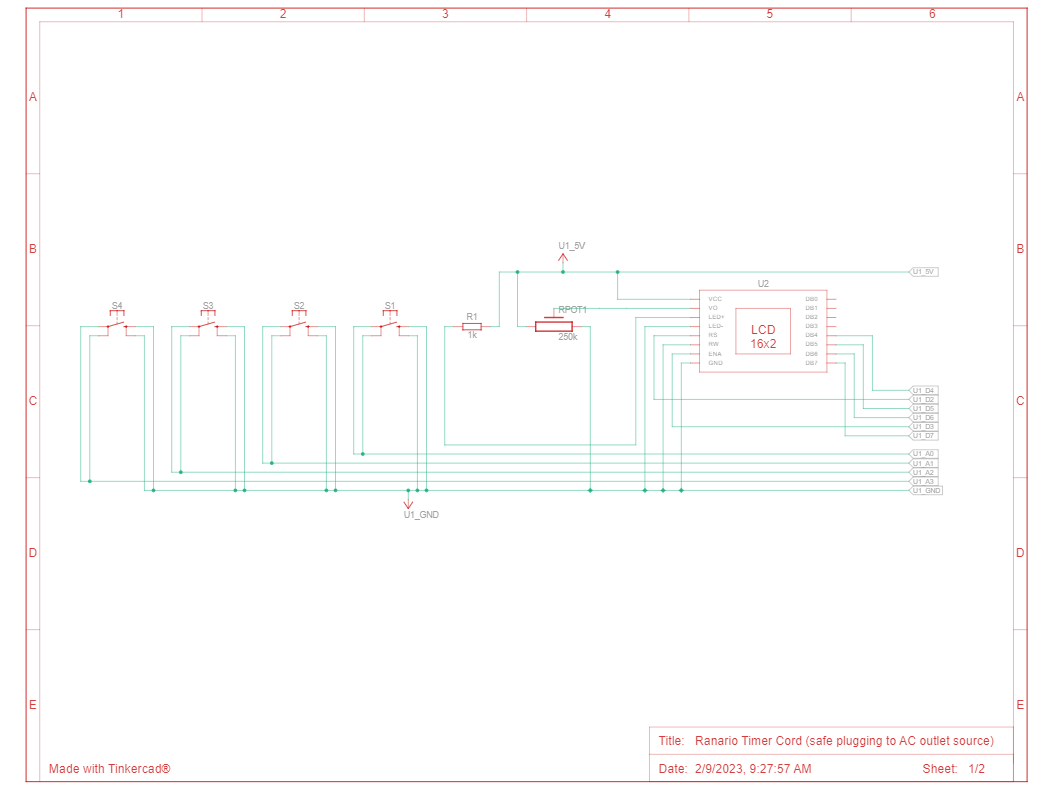 1 2 3 4 5 6
A A
B B
U1_5V
U1_5V
U2
S4 S3 S2 S1 R1 RPOT1
1k 250k
VCC DB0
VO DB1
LED+ DB2
LED- DB3
RS DB4
RW DB5
ENA DB6
GND DB7
LCD
16x2
C C
U1_D4
U1_D2
U1_D5
U1_D6
U1_D3
U1_D7
U1_A0
U1_A1
U1_A2
U1_A3
U1_GND
U1_GND
D D
E E
Title: Ranario Timer Cord (safe plugging to AC outlet source)
Made with Tinkercad® Date: 2/9/2023, 9:27:57 AM Sheet: 1/2